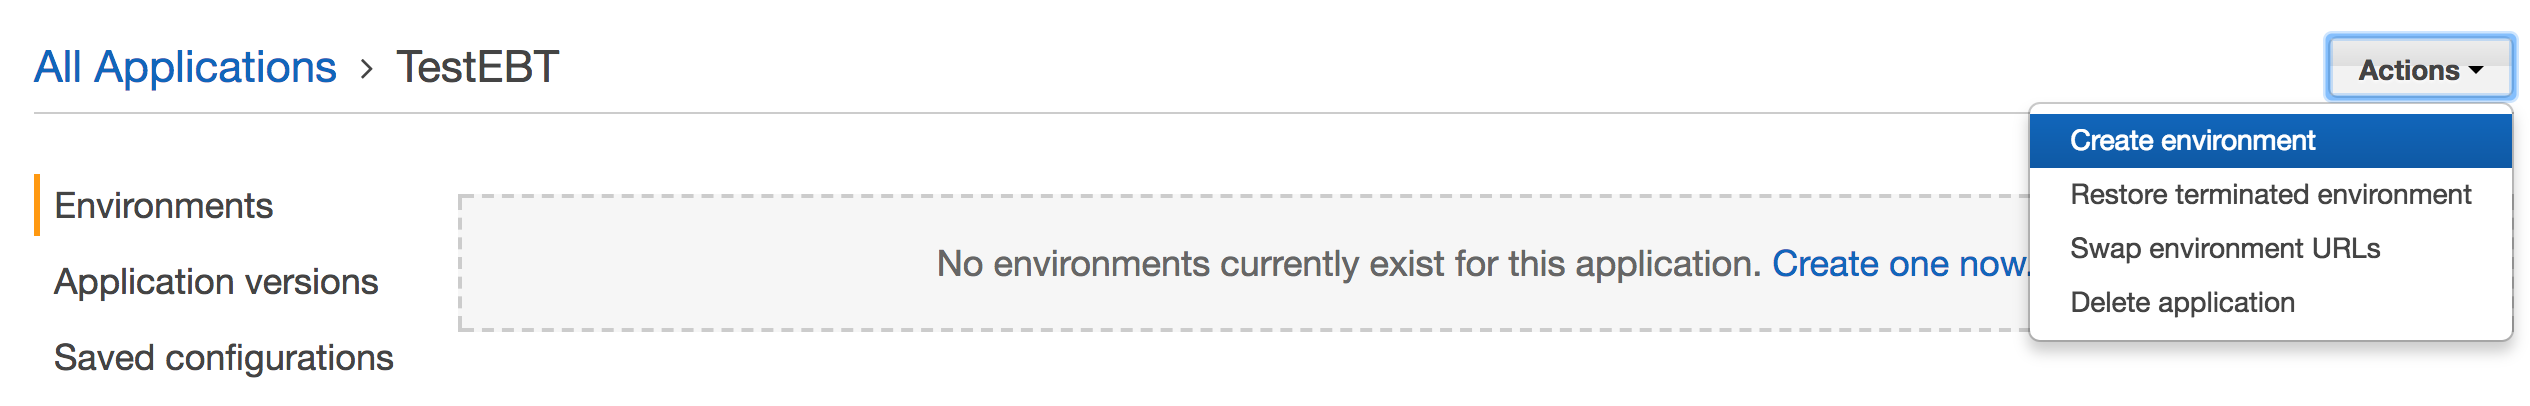 All Applications › TestEBT
Actions
Create environment
Restore terminated environment
Swap environment URLs
Delete application
Environments
Application versions
Saved configurations
No environments currently exist for this application. Create one now.